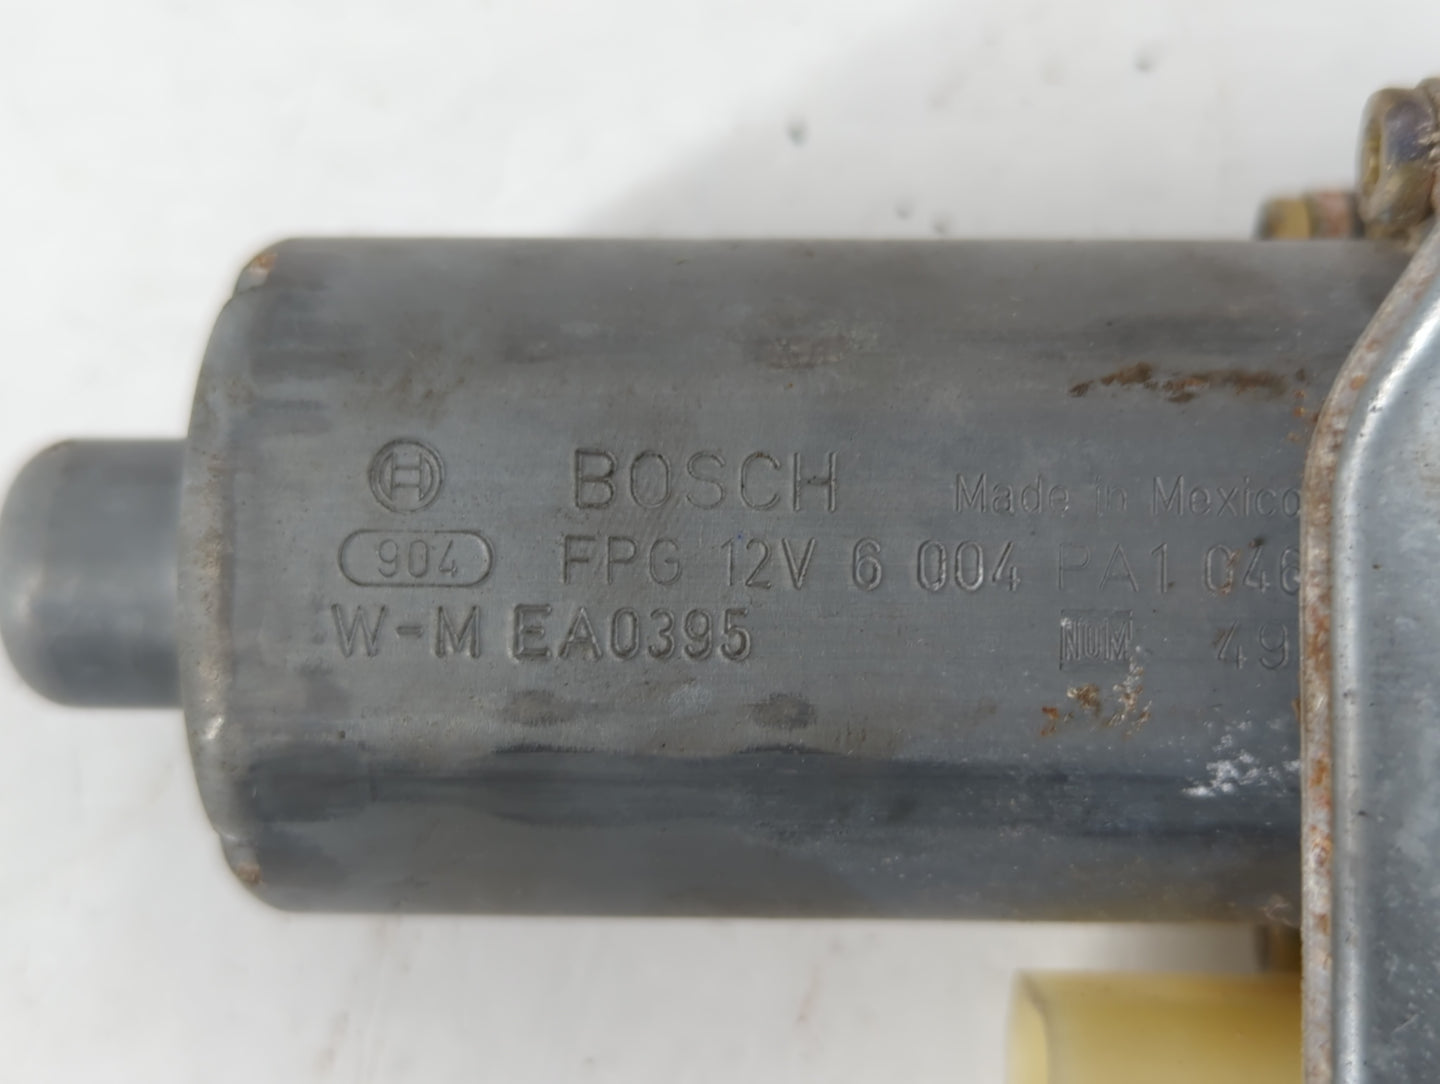 BOSCH Made in Mexico
904 FPG 12V 6 004 PA1 046
W-M EA0395 NOM 49